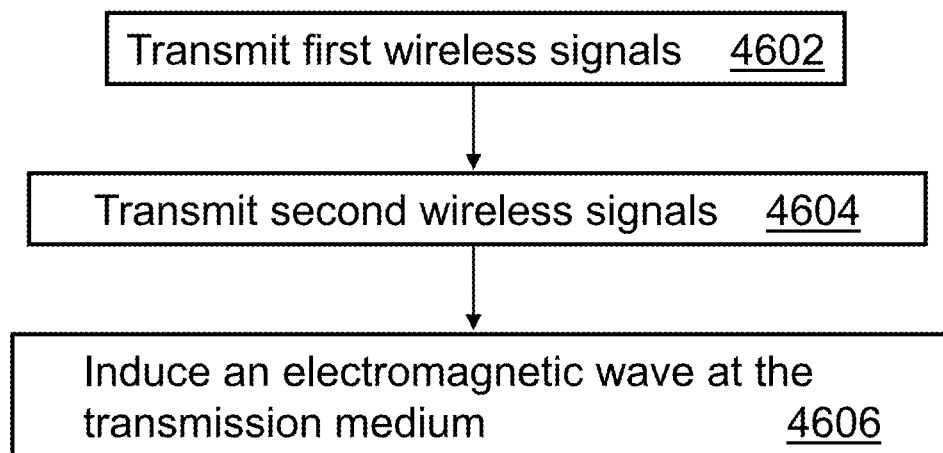 Transmit first wireless signals 4602
Transmit second wireless signals 4604
Induce an electromagnetic wave at the
transmission medium 4606